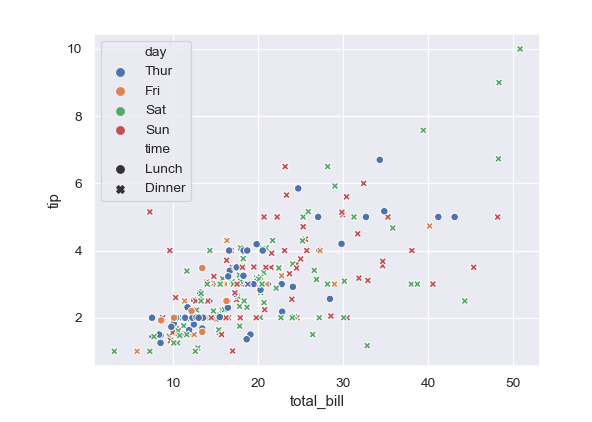 day
Thur
Fri
Sat
Sun
time
Lunch
Dinner
10
8
6
4
2
tip
10
20
30
40
50
total_bill